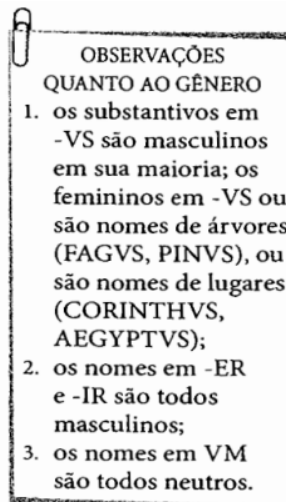 OBSERVAÇÕES
QUANTO AO GÊNERO
1. os substantivos em
-VS são masculinos
em sua maioria; os
femininos em -VS ou
são nomes de árvores
(FAGVS, PINVS), ou
são nomes de lugares
(CORINTHVS,
AEGYPTVS);
2. os nomes em -ER
e -IR são todos
masculinos;
3. os nomes em VM
são todos neutros.